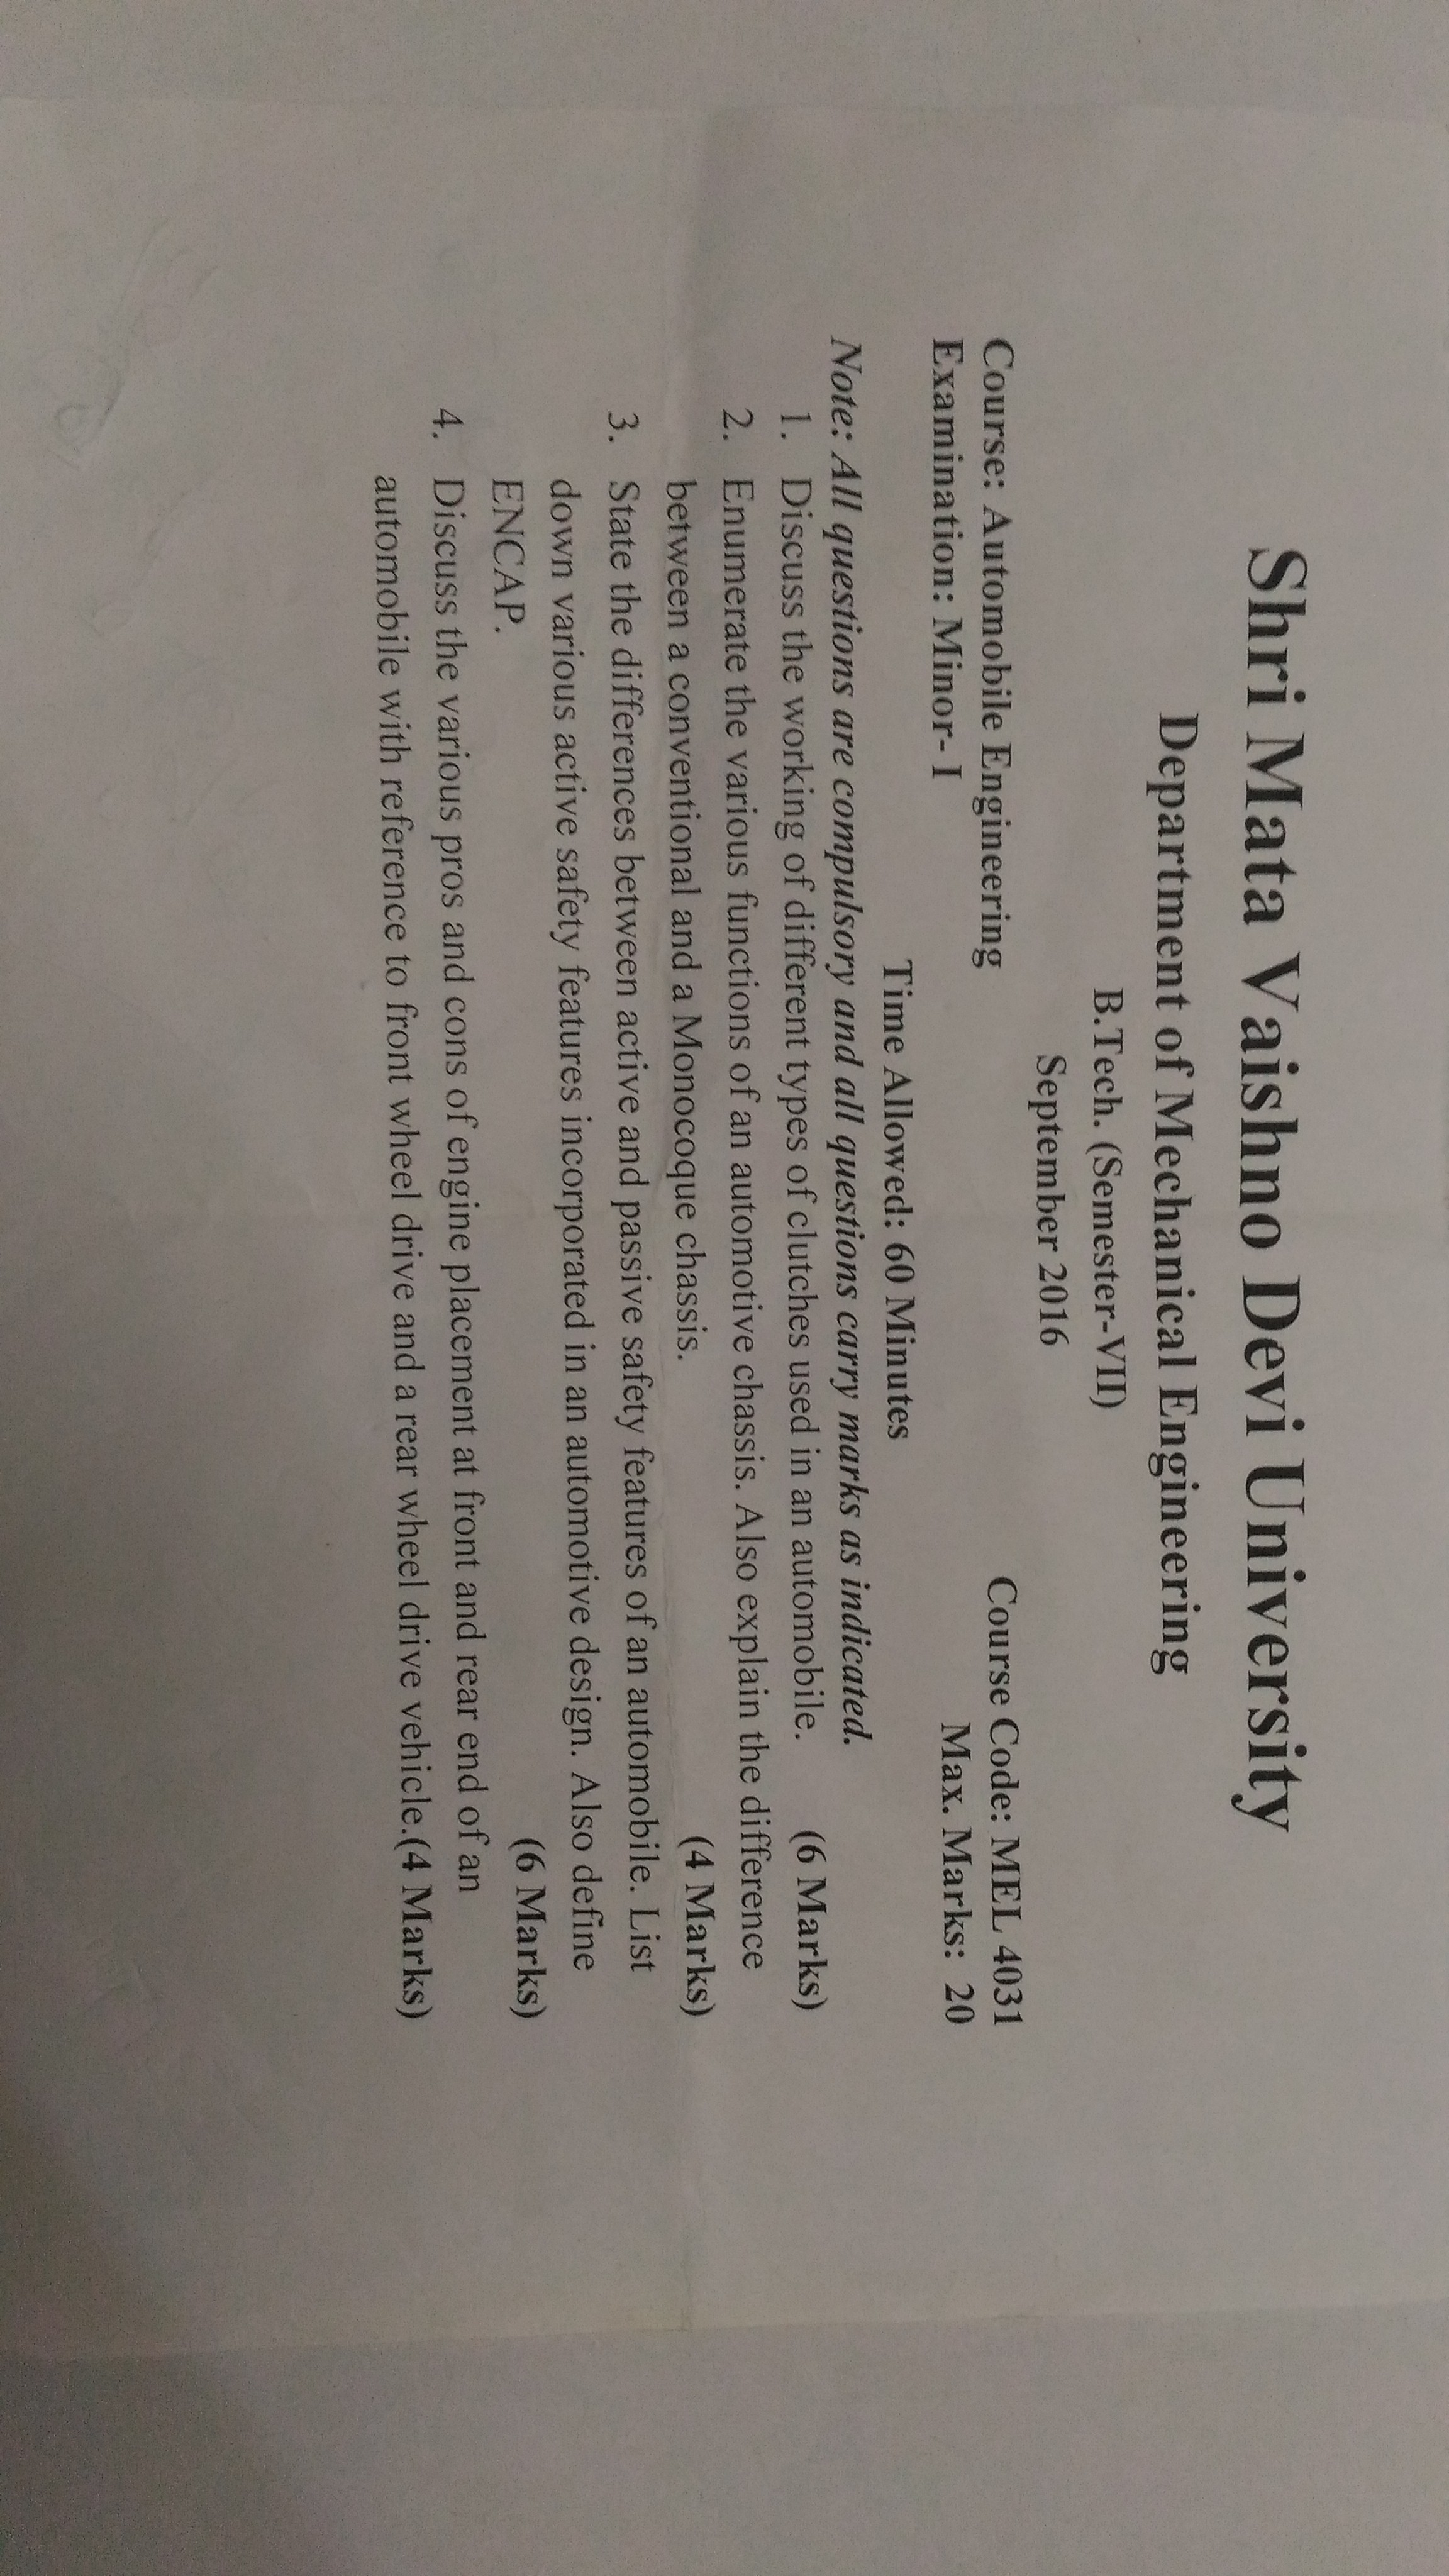 Shri Mata Vaishno Devi University
Department of Mechanical Engineering
B.Tech. (Semester-VII)
September 2016
Course: Automobile Engineering Course Code: MEL 4031
Examination: Minor- I Max. Marks: 20
Time Allowed: 60 Minutes
Note: All questions are compulsory and all questions carry marks as indicated.
1. Discuss the working of different types of clutches used in an automobile. (6 Marks)
2. Enumerate the various functions of an automotive chassis. Also explain the difference
between a conventional and a Monocoque chassis. (4 Marks)
3. State the differences between active and passive safety features of an automobile. List
down various active safety features incorporated in an automotive design. Also define
ENCAP. (6 Marks)
4. Discuss the various pros and cons of engine placement at front and rear end of an
automobile with reference to front wheel drive and a rear wheel drive vehicle.(4 Marks)